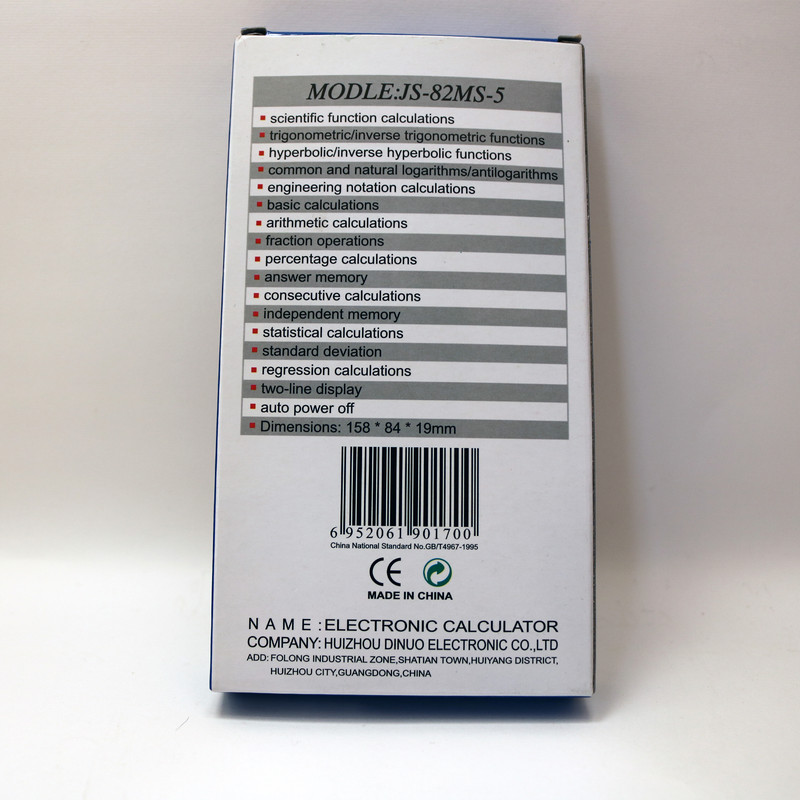 MODLE:JS-82MS-5
scientific function calculations
trigonometric/inverse trigonometric functions
hyperbolic/inverse hyperbolic functions
common and natural logarithms/antilogarithms
engineering notation calculations
basic calculations
arithmetic calculations
fraction operations
percentage calculations
answer memory
consecutive calculations
independent memory
statistical calculations
standard deviation
regression calculations
two-line display
auto power off
Dimensions: 158 * 84 * 19mm
6 952061 901700
China National Standard No.GB/T4967-1995
CE
MADE IN CHINA
NAME:ELECTRONIC CALCULATOR
COMPANY: HUIZHOU DINUO ELECTRONIC CO.,LTD
ADD: FOLONG INDUSTRIAL ZONE,SHATIAN TOWN,HUIYANG DISTRICT,
HUIZHOU CITY,GUANGDONG,CHINA